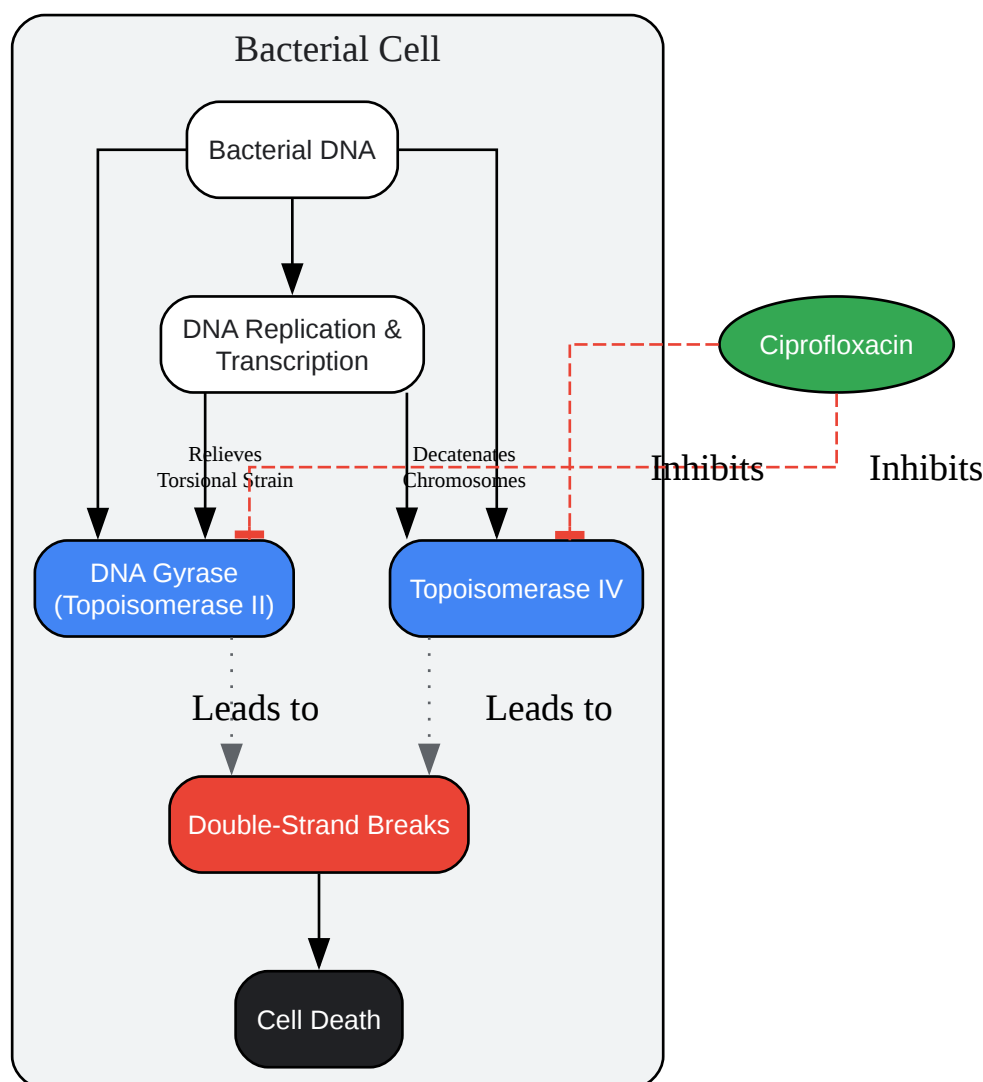 Bacterial Cell
Bacterial DNA
DNA Replication &
Transcription
Ciprofloxacin
Relieves
Torsional Strain
Decatenates
Chromosomes
Inhibits
Inhibits
DNA Gyrase
(Topoisomerase II)
Topoisomerase IV
Leads to
Leads to
Double-Strand Breaks
Cell Death